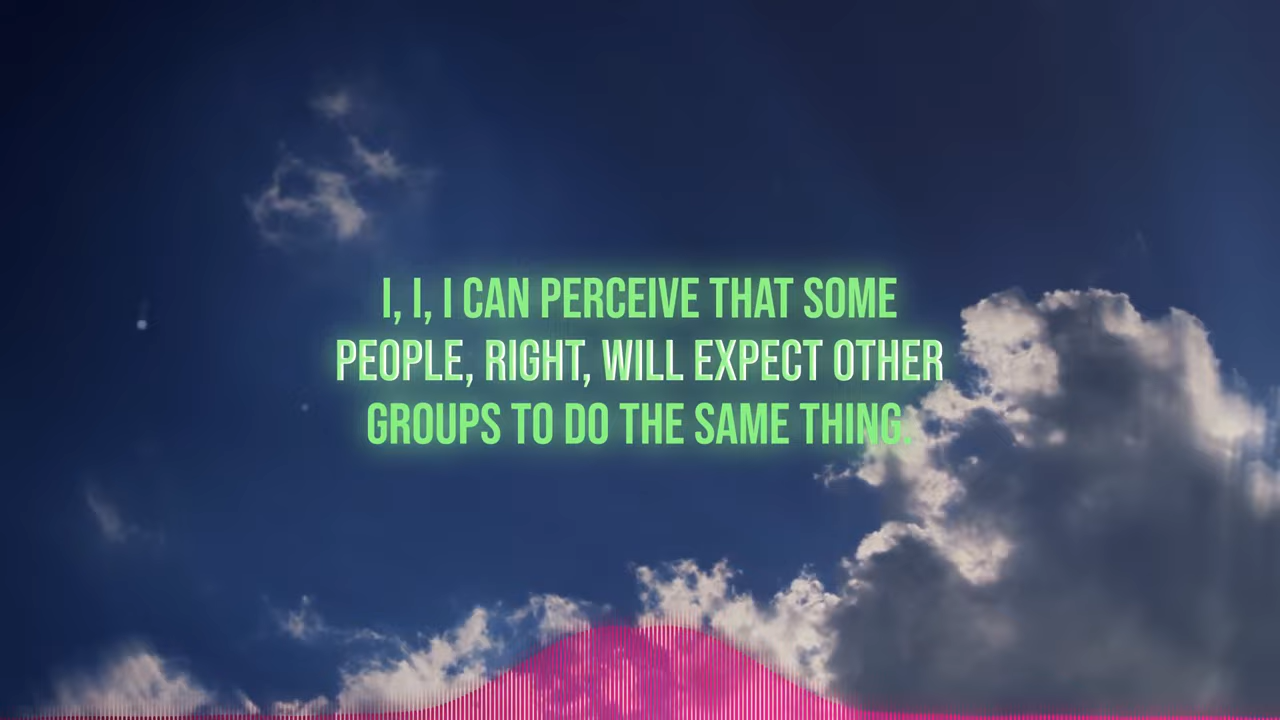 I, I, I CAN PERCEIVE THAT SOME
PEOPLE, RIGHT, WILL EXPECT OTHER
GROUPS TO DO THE SAME THING.